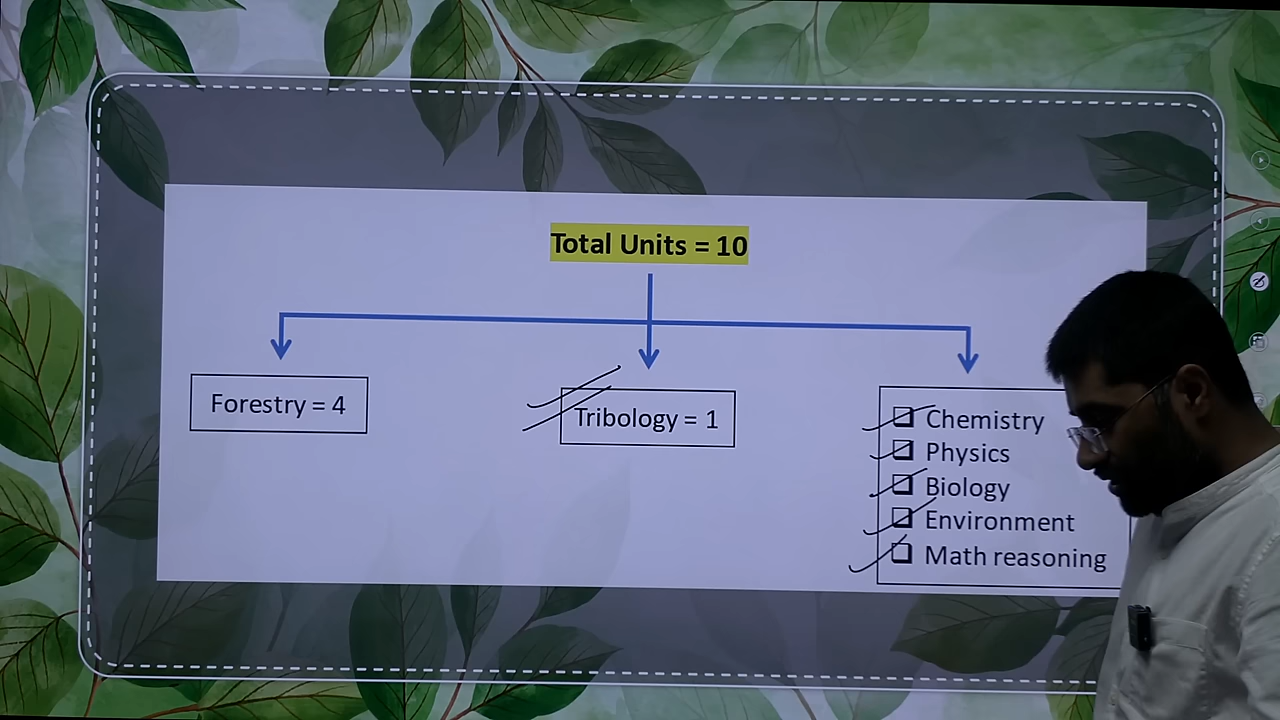 Total Units = 10
Forestry = 4
Tribology = 1
Chemistry
Physics
Biology
Environment
Math reasoning